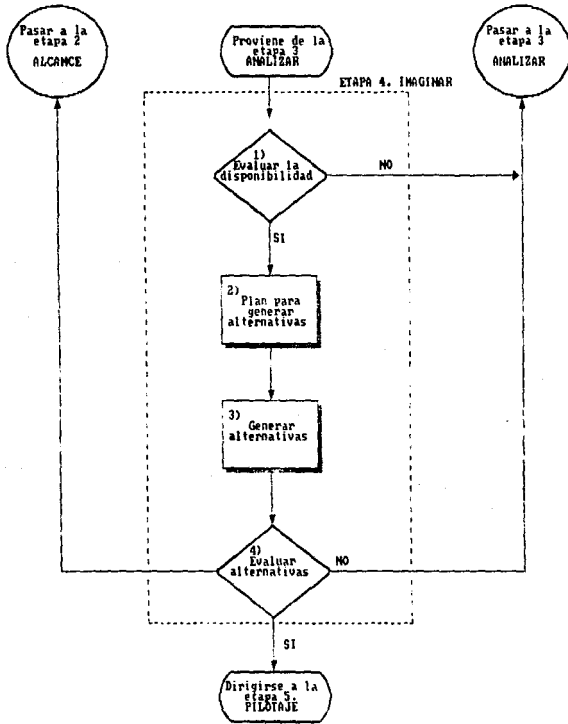 Pasar a la
etapa 2
ALCANCE
Proviene de la
etapa 3
ANALIZAR
Pasar a la
etapa 3
ANALIZAR
ETAPA 4. IMAGINAR
1)
Evaluar la
disponibilidad
NO
SI
2)
Plan para
generar
alternativas
3)
Generar
alternativas
4)
Evaluar
alternativas
NO
SI
Dirigirse a la
etapa 5.
PILOTAJE